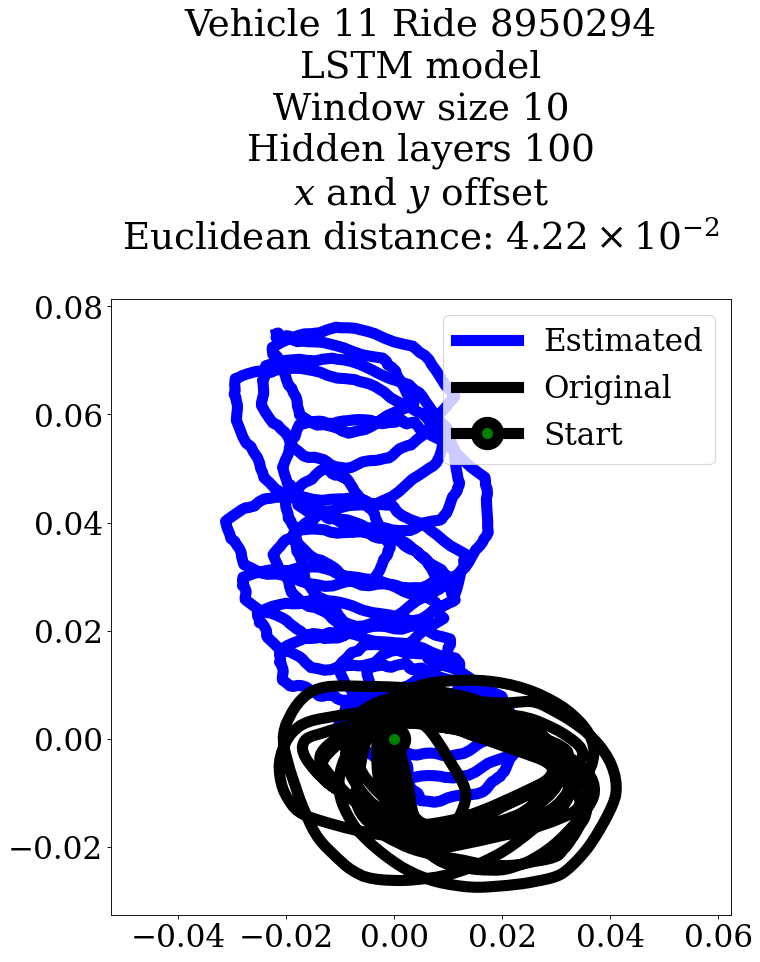 Vehicle 11 Ride 8950294
LSTM model
Window size 10
Hidden layers 100
x and y offset
Euclidean distance: 4.22 × 10⁻²
0.08
Estimated
Original
Start
0.06
0.04
0.02
0.00
−0.02
−0.04 −0.02 0.00 0.02 0.04 0.06